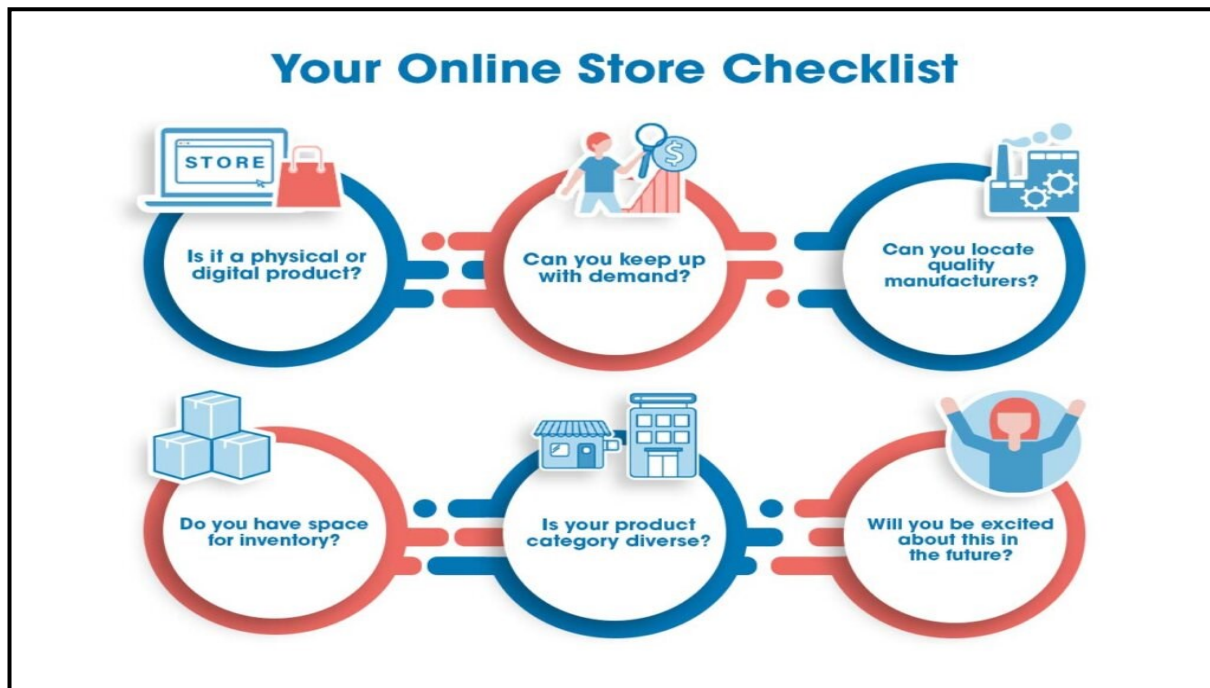 Your Online Store Checklist
STORE
$
Is it a physical or
digital product?
Can you keep up
with demand?
Can you locate
quality
manufacturers?
Do you have space
for inventory?
Is your product
category diverse?
Will you be excited
about this in
the future?